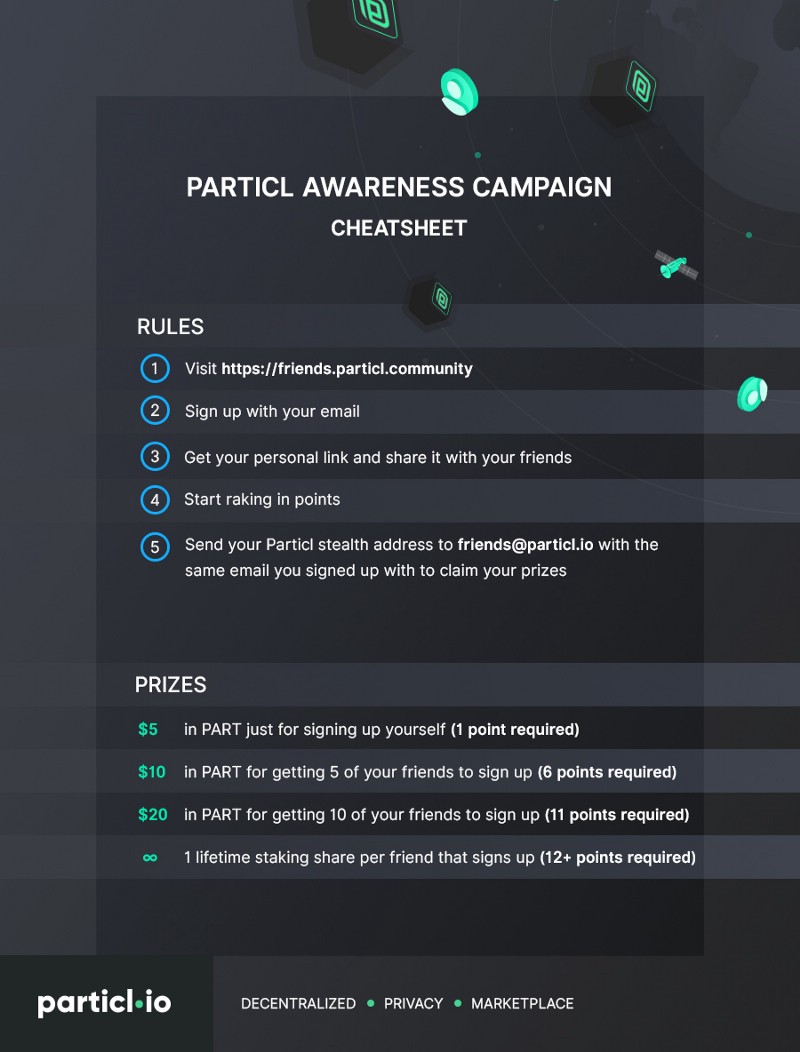 PARTICL AWARENESS CAMPAIGN
CHEATSHEET
RULES
1 Visit https://friends.particl.community
2 Sign up with your email
3 Get your personal link and share it with your friends
4 Start raking in points
5 Send your Particl stealth address to friends@particl.io with the
same email you signed up with to claim your prizes
PRIZES
$5 in PART just for signing up yourself (1 point required)
$10 in PART for getting 5 of your friends to sign up (6 points required)
$20 in PART for getting 10 of your friends to sign up (11 points required)
∞ 1 lifetime staking share per friend that signs up (12+ points required)
particl•io
DECENTRALIZED • PRIVACY • MARKETPLACE